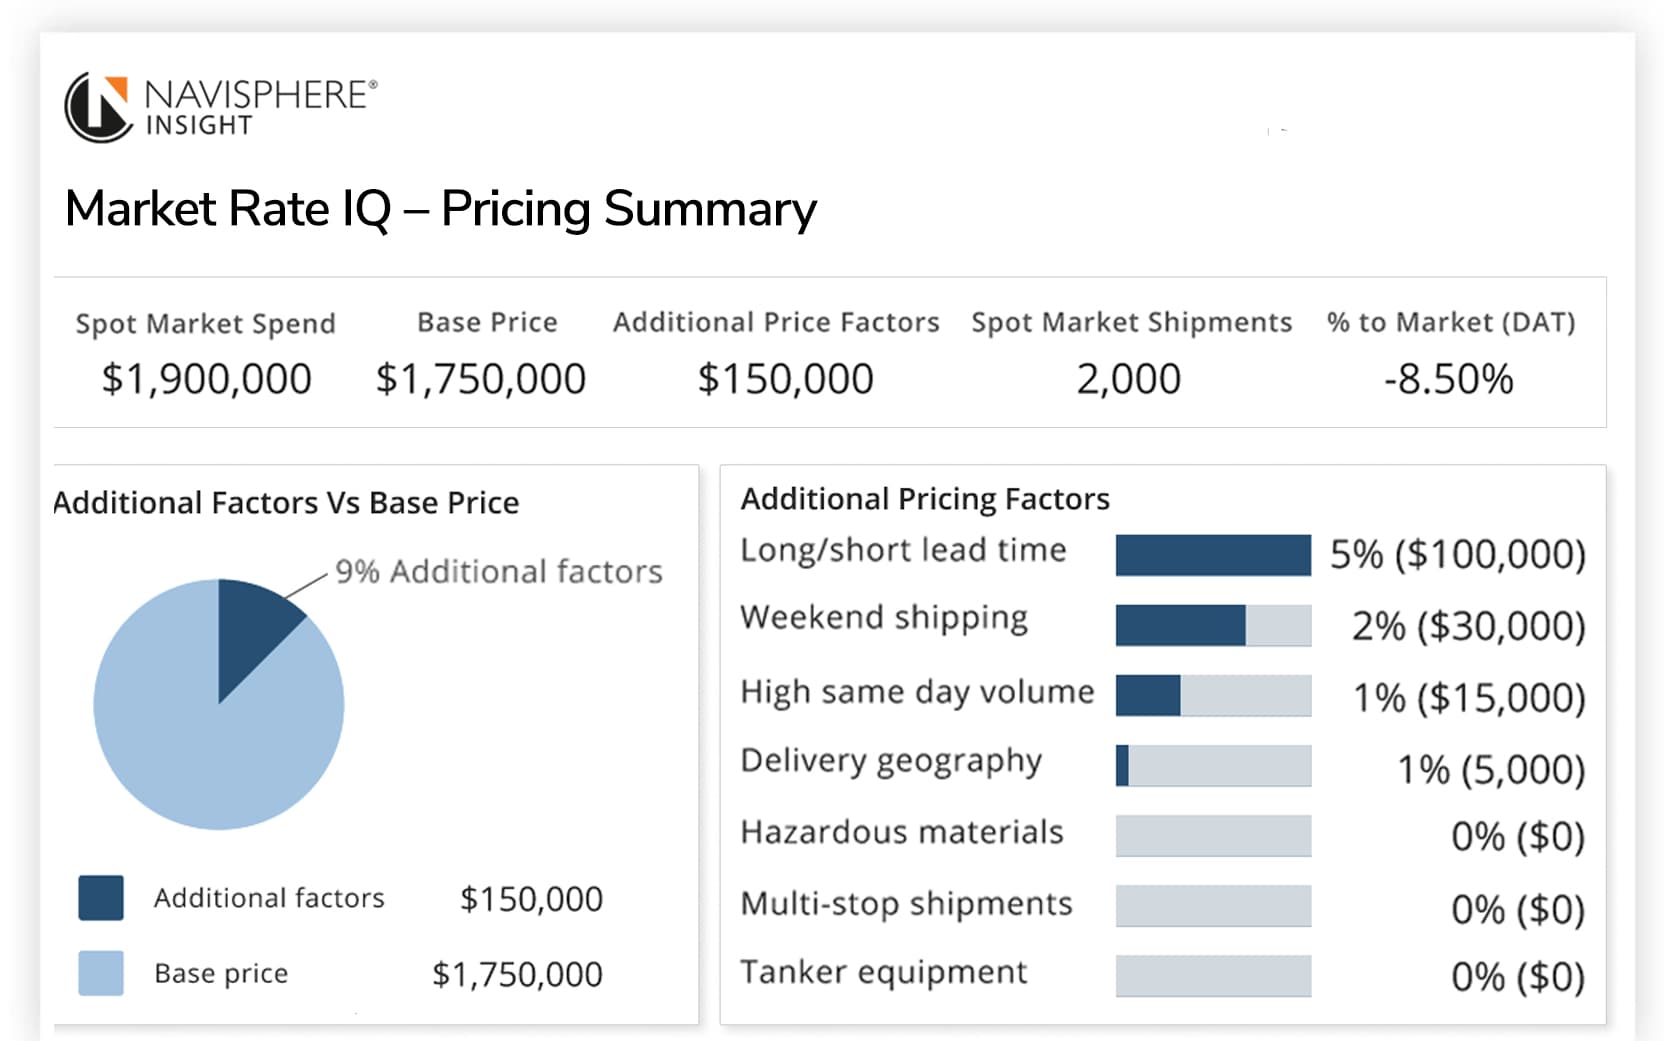 NAVISPHERE®
INSIGHT
Market Rate IQ – Pricing Summary
Spot Market Spend
$1,900,000
Base Price
$1,750,000
Additional Price Factors
$150,000
Spot Market Shipments
2,000
% to Market (DAT)
-8.50%
Additional Factors Vs Base Price
9% Additional factors
Additional factors $150,000
Base price $1,750,000
Additional Pricing Factors
Long/short lead time 5% ($100,000)
Weekend shipping 2% ($30,000)
High same day volume 1% ($15,000)
Delivery geography 1% (5,000)
Hazardous materials 0% ($0)
Multi-stop shipments 0% ($0)
Tanker equipment 0% ($0)